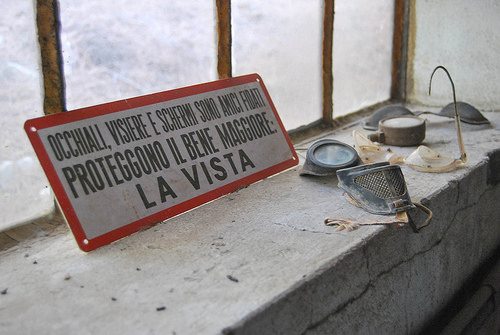 OCCHIALI, VISIERE E SCHERMI SONO AMICI FIDATI
PROTEGGONO IL BENE MAGGIORE:
LA VISTA